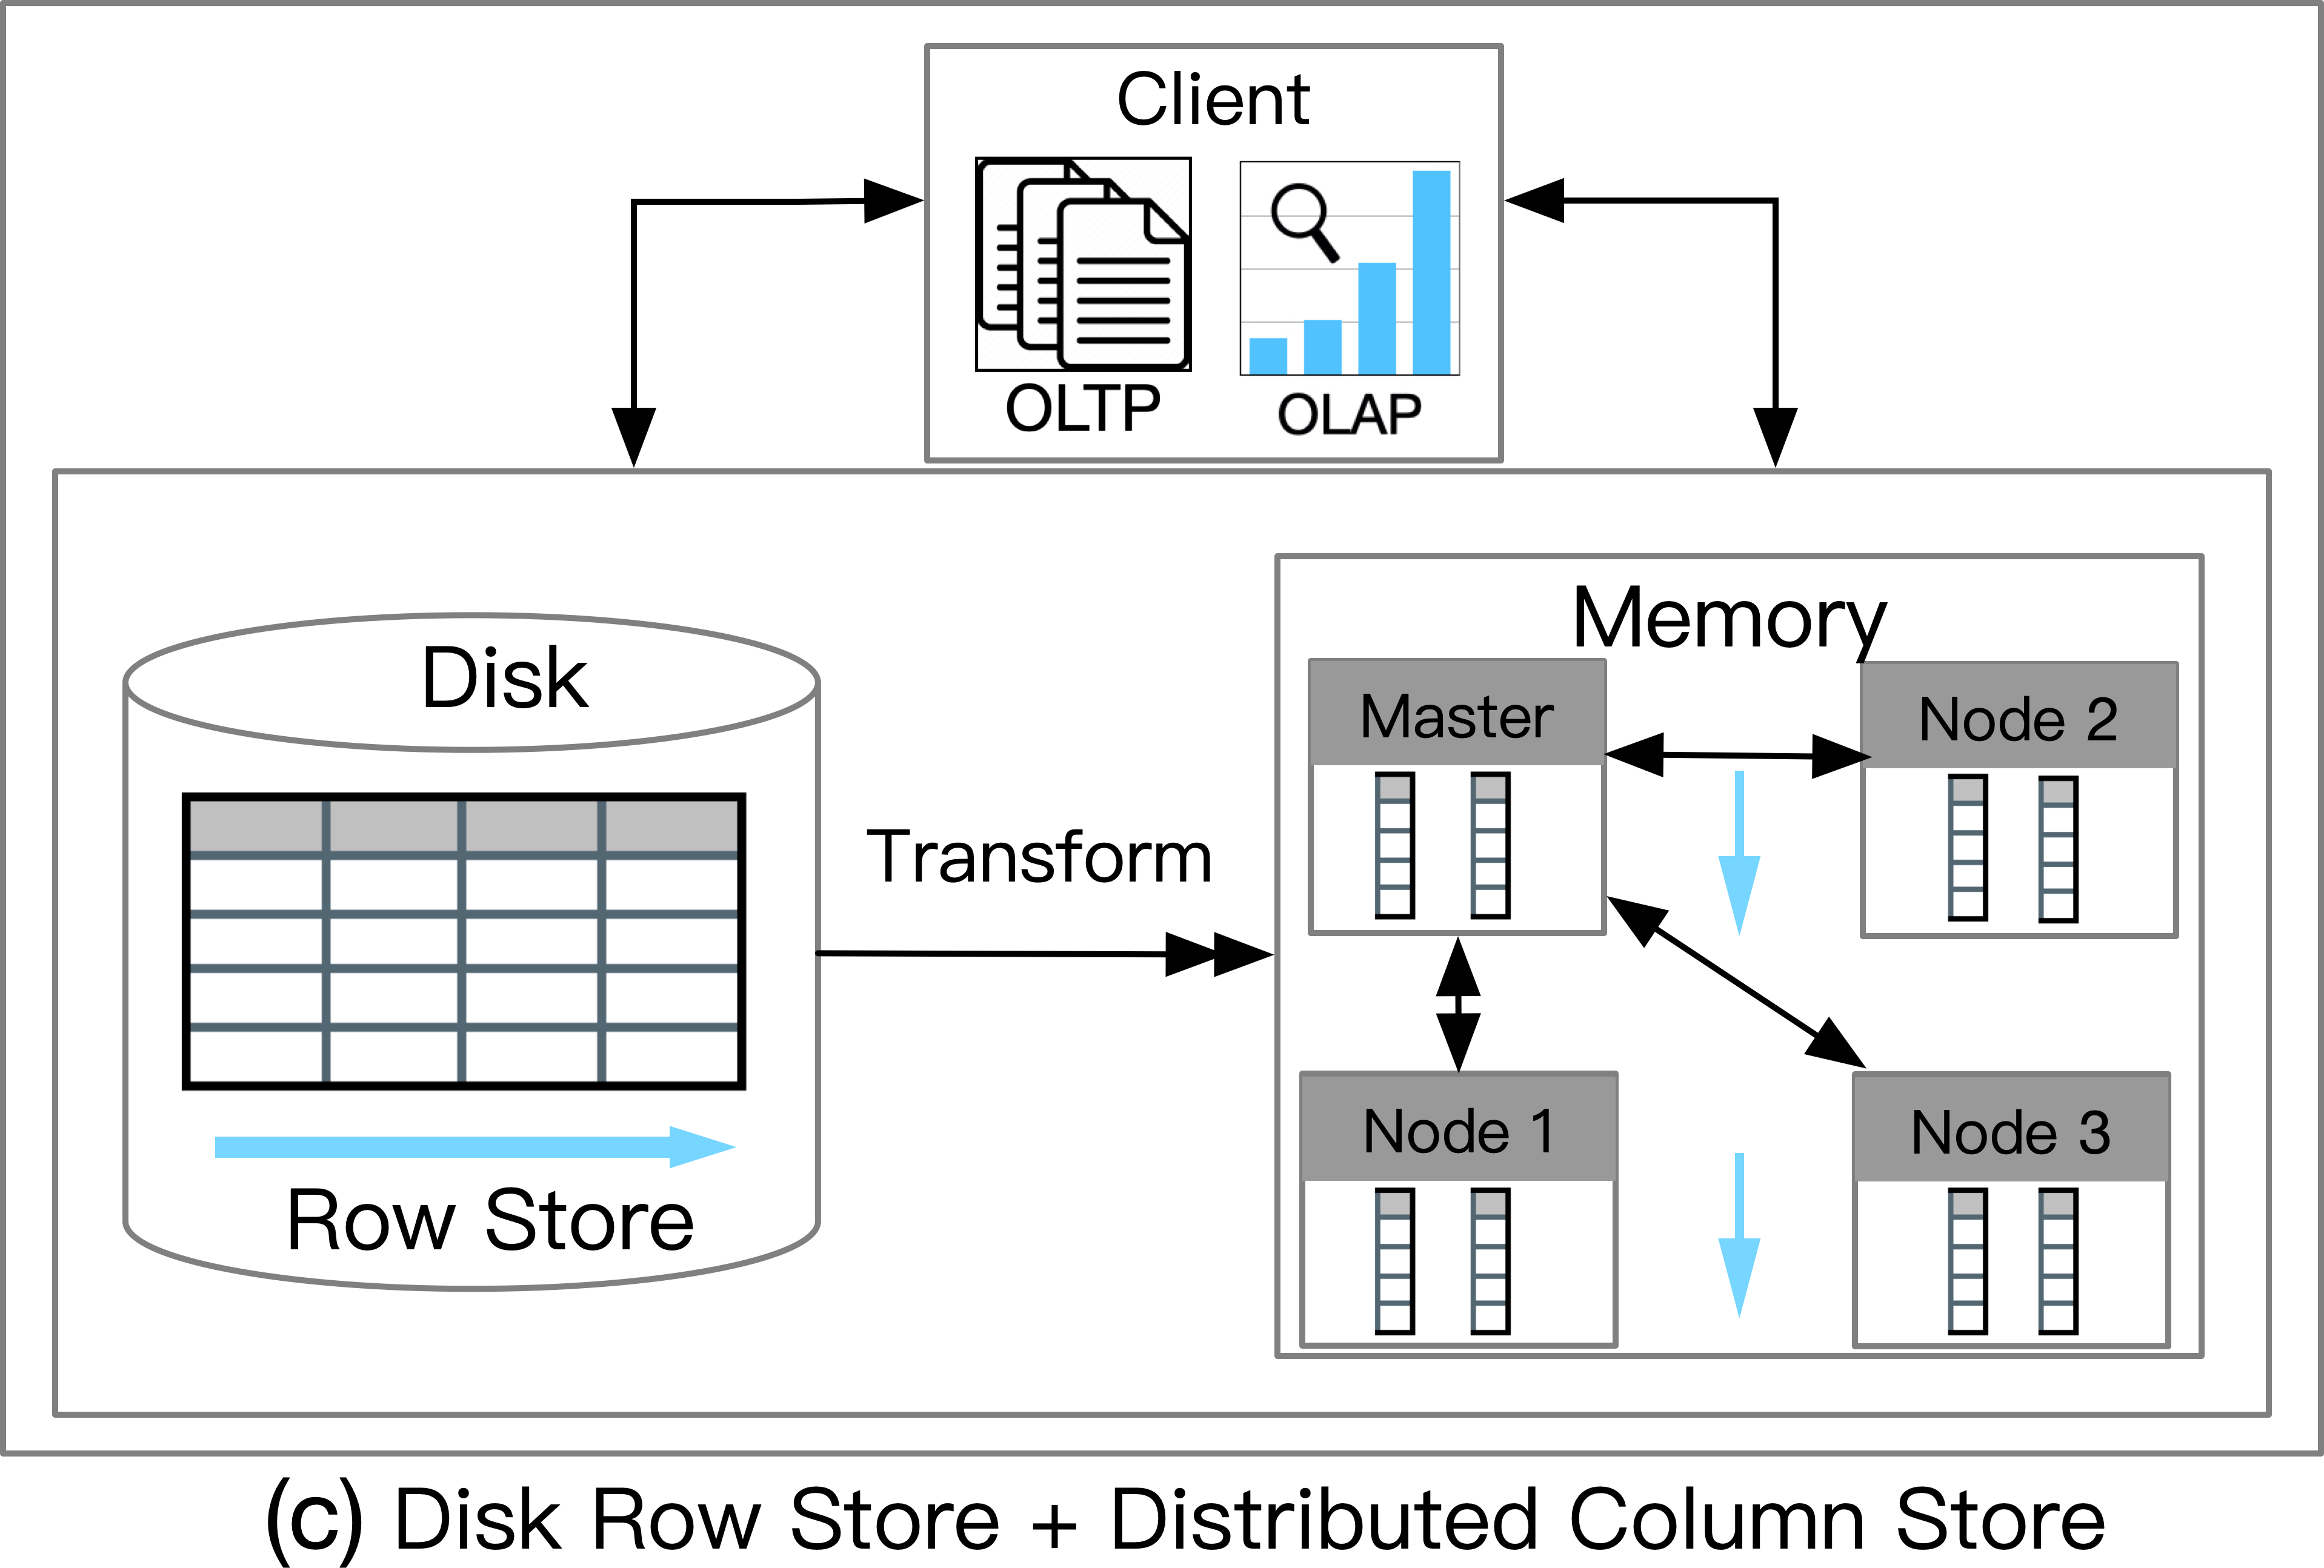 Client
OLTP
OLAP
Disk
Row Store
Transform
Memory
Master
Node 2
Node 1
Node 3
(c) Disk Row Store + Distributed Column Store